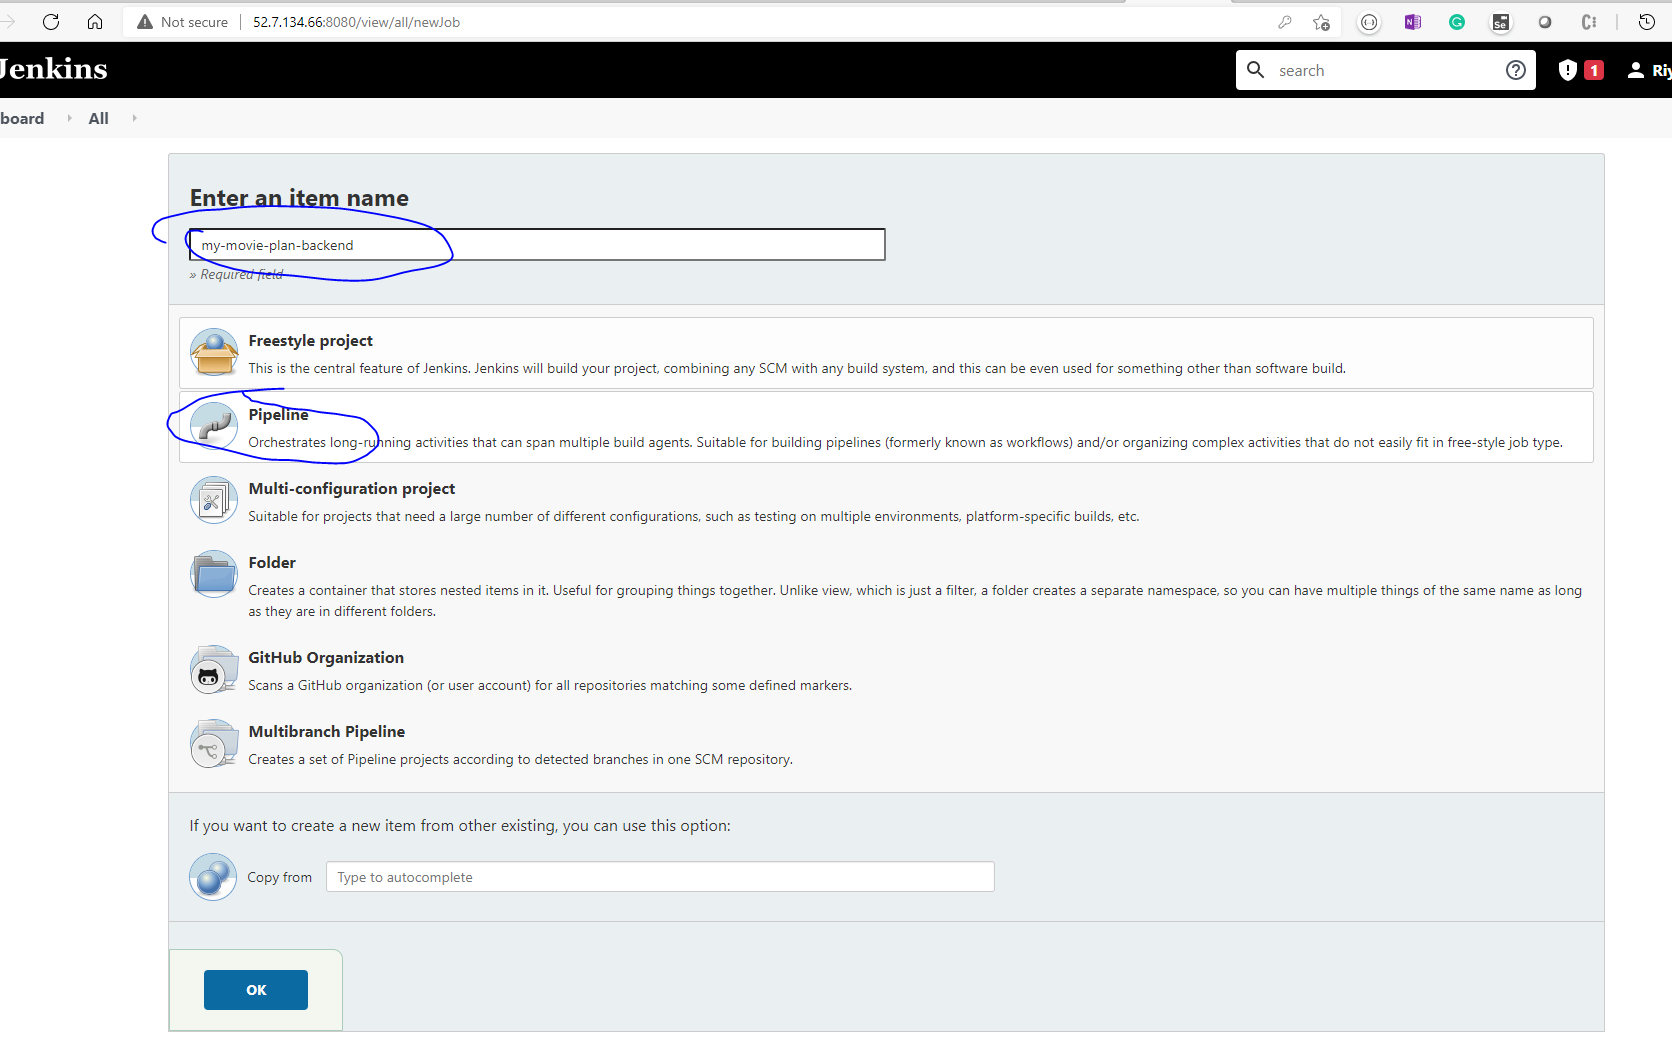 Not secure 52.7.134.66:8080/view/all/newJob
Jenkins
search
1
Riy
board All
Enter an item name
my-movie-plan-backend
» Required field
Freestyle project
This is the central feature of Jenkins. Jenkins will build your project, combining any SCM with any build system, and this can be even used for something other than software build.
Pipeline
Orchestrates long-running activities that can span multiple build agents. Suitable for building pipelines (formerly known as workflows) and/or organizing complex activities that do not easily fit in free-style job type.
Multi-configuration project
Suitable for projects that need a large number of different configurations, such as testing on multiple environments, platform-specific builds, etc.
Folder
Creates a container that stores nested items in it. Useful for grouping things together. Unlike view, which is just a filter, a folder creates a separate namespace, so you can have multiple things of the same name as long
as they are in different folders.
GitHub Organization
Scans a GitHub organization (or user account) for all repositories matching some defined markers.
Multibranch Pipeline
Creates a set of Pipeline projects according to detected branches in one SCM repository.
If you want to create a new item from other existing, you can use this option:
Copy from Type to autocomplete
OK